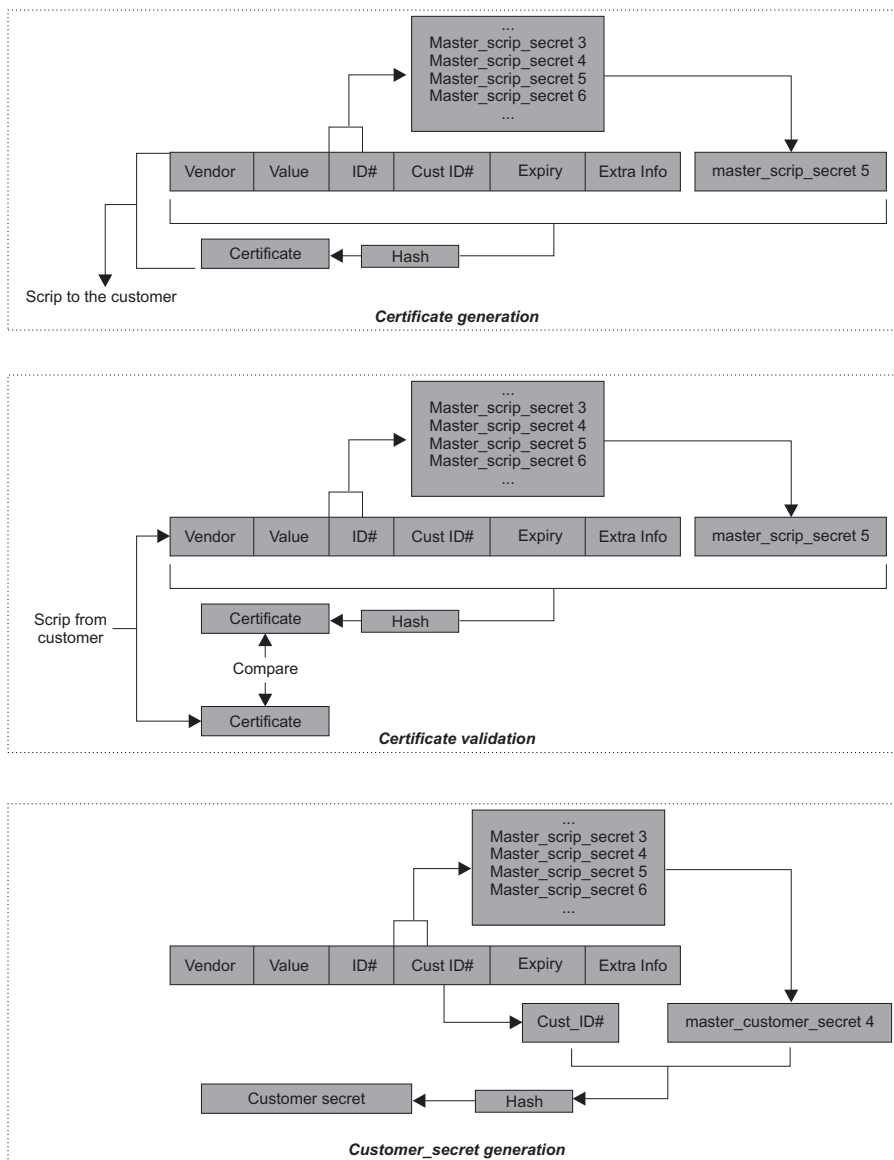 ...
Master_scrip_secret 3
Master_scrip_secret 4
Master_scrip_secret 5
Master_scrip_secret 6
...
Vendor Value ID# Cust ID# Expiry Extra Info master_scrip_secret 5
Certificate Hash
Scrip to the customer
Certificate generation
...
Master_scrip_secret 3
Master_scrip_secret 4
Master_scrip_secret 5
Master_scrip_secret 6
...
Vendor Value ID# Cust ID# Expiry Extra Info master_scrip_secret 5
Scrip from
customer
Certificate Hash
Compare
Certificate
Certificate validation
...
Master_scrip_secret 3
Master_scrip_secret 4
Master_scrip_secret 5
Master_scrip_secret 6
...
Vendor Value ID# Cust ID# Expiry Extra Info
Cust_ID# master_customer_secret 4
Customer secret Hash
Customer_secret generation